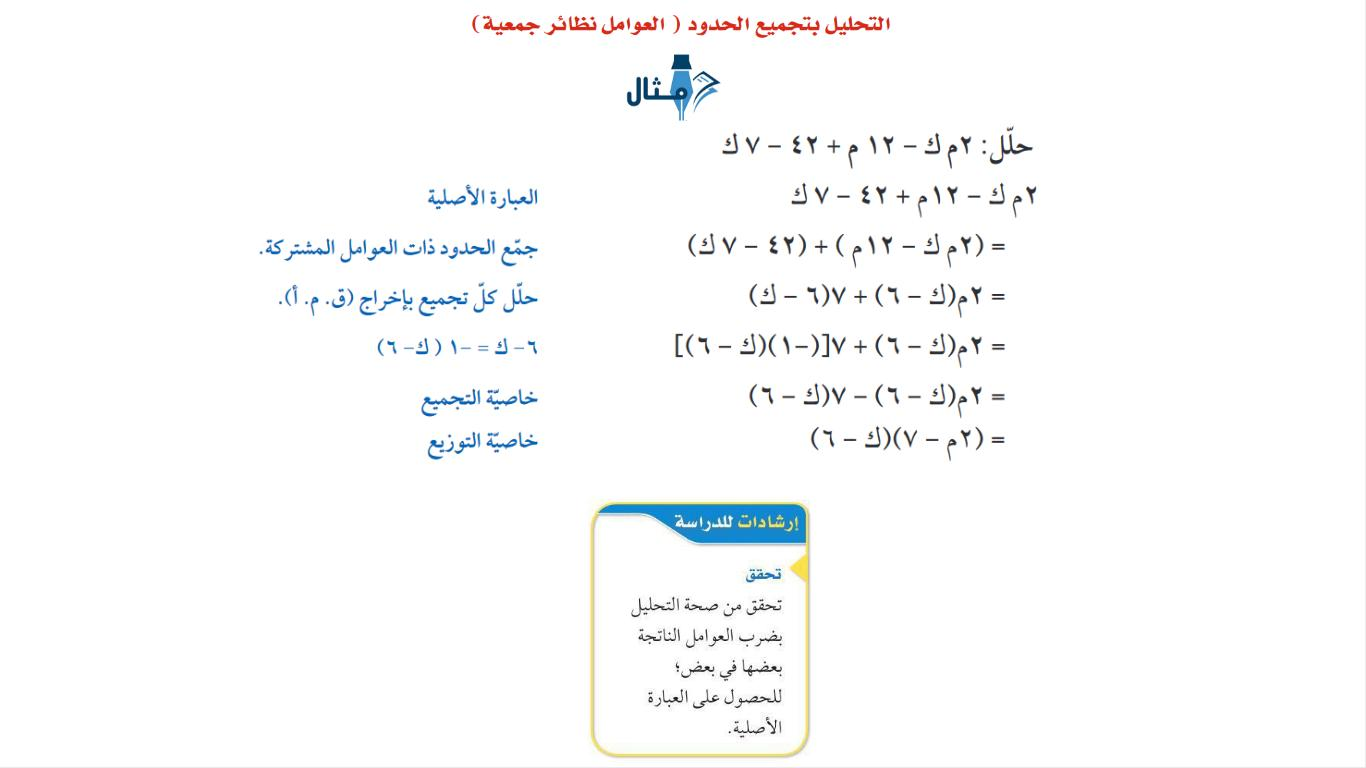 التحليل بتجميع الحدود ( العوامل نظائر جمعية )
مـثال
حلّل: ٢م ك – ١٢ م + ٤٢ – ٧ ك
٢م ك – ١٢م + ٤٢ – ٧ ك العبارة الأصلية
= (٢م ك – ١٢م ) + (٤٢ – ٧ ك) جمّع الحدود ذات العوامل المشتركة.
= ٢م(ك – ٦) + ٧(٦ – ك) حلّل كلّ تجميع بإخراج (ق. م. أ).
= ٢م(ك – ٦) + ٧[(–١)(ك – ٦)] ٦– ك = –١ ( ك– ٦)
= ٢م(ك – ٦) – ٧(ك – ٦) خاصيّة التجميع
= (٢م – ٧)(ك – ٦) خاصيّة التوزيع
إرشادات للدراسة
تحقق
تحقق من صحة التحليل
بضرب العوامل الناتجة
بعضها في بعض؛
للحصول على العبارة
الأصلية.